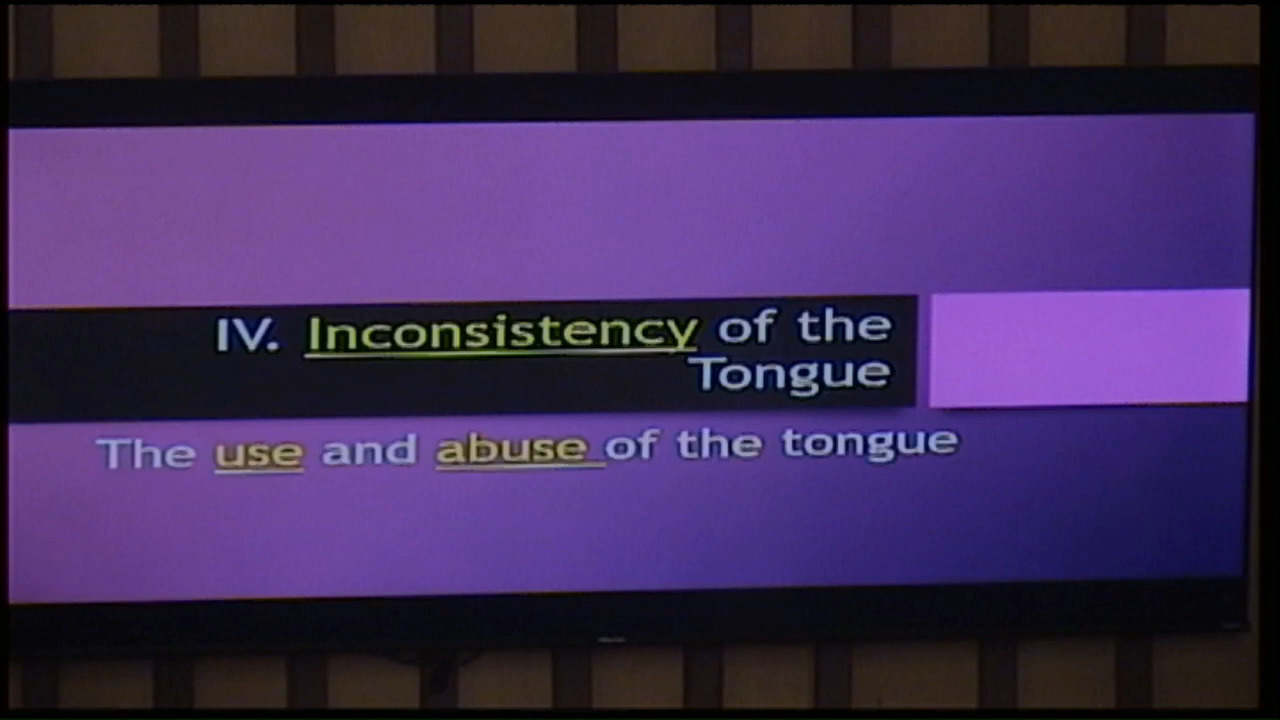 IV. Inconsistency of the
Tongue
The use and abuse of the tongue